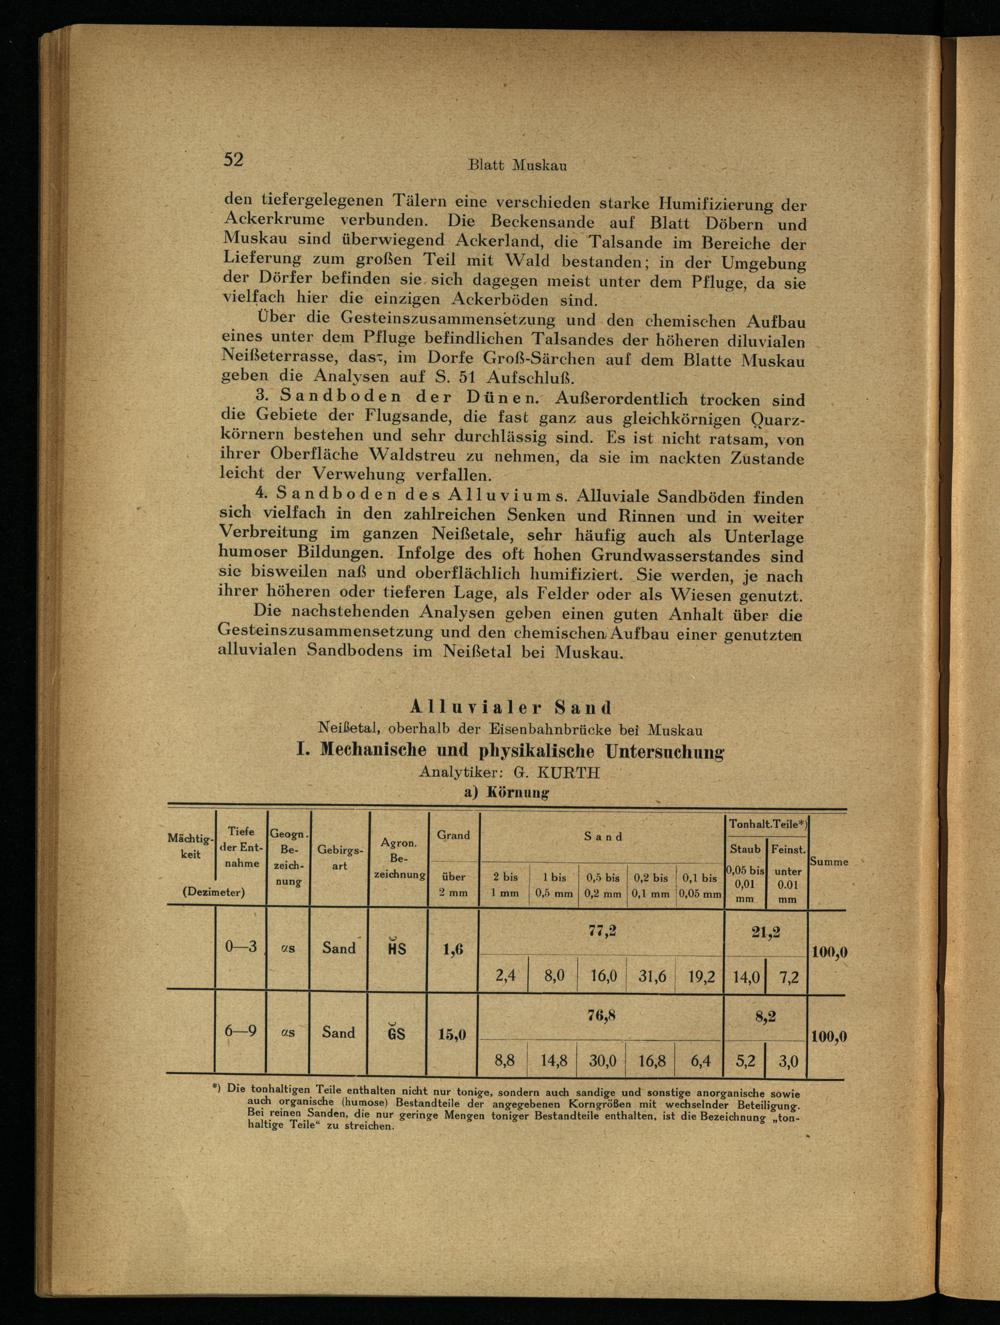 52
Blatt Muskau
den tiefergelegenen Tälern eine verschieden starke Humifizierung der
Ackerkrume verbunden. Die Beckensande auf Blatt Döbern und
Muskau sind überwiegend Ackerland, die Talsande im Bereiche der
Lieferung zum großen Teil mit Wald bestanden; in der Umgebung
der Dörfer befinden sie sich dagegen meist unter dem Pfluge, da sie
vielfach hier die einzigen Ackerböden sind.
Über die Gesteinszusammensetzung und den chemischen Aufbau
eines unter dem Pfluge befindlichen Talsandes der höheren diluvialen
Neißeterrasse, das:, im Dorfe Groß-Särchen auf dem Blatte Muskau
geben die Analysen auf S. 51 Aufschluß.
3. Sandboden der Dünen. Außerordentlich trocken sind
die Gebiete der Flugsande, die fast ganz aus gleichkörnigen Quarz-
körnern bestehen und sehr durchlässig sind. Es ist nicht ratsam, von
ihrer Oberfläche Waldstreu zu nehmen, da sie im nackten Zustande
leicht der Verwehung verfallen.
4. Sandboden des Alluviums. Alluviale Sandböden finden
sich vielfach in den zahlreichen Senken und Rinnen und in weiter
Verbreitung im ganzen Neißetale, sehr häufig auch als Unterlage
humoser Bildungen. Infolge des oft hohen Grundwasserstandes sind
sie bisweilen naß und oberflächlich humifiziert. Sie werden, je nach
ihrer höheren oder tieferen Lage, als Felder oder als Wiesen genutzt.
Die nachstehenden Analysen geben einen guten Anhalt über die
Gesteinszusammensetzung und den chemischen Aufbau einer genutzten
alluvialen Sandbodens im Neißetal bei Muskau.
Alluvialer Sand
Neißetal, oberhalb der Eisenbahnbrücke bei Muskau
I. Mechanische und physikalische Untersuchung
Analytiker: G. KURTH
a) Körnung
Mächtig-
keit
Tiefe
der Ent-
nahme
(Dezimeter)
Geogn.
Be-
zeich-
nung
Gebirgs-
art
Agron.
Be-
zeichnung
Grand
über
2 mm
Sand
2 bis
1 mm
1 bis
0,5 mm
0,5 bis
0,2 mm
0,2 bis
0,1 mm
0,1 bis
0,05 mm
Tonhalt.Teile*)
Staub
0,05 bis
0,01
mm
Feinst.
unter
0.01
mm
Summe
0—3 αs Sand H̆S 1,6 77,2 21,2 100,0
2,4 8,0 16,0 31,6 19,2 14,0 7,2
6—9 αs Sand ĞS 15,0 76,8 8,2 100,0
8,8 14,8 30,0 16,8 6,4 5,2 3,0
*) Die tonhaltigen Teile enthalten nicht nur tonige, sondern auch sandige und sonstige anorganische sowie
auch organische (humose) Bestandteile der angegebenen Korngrößen mit wechselnder Beteiligung.
Bei reinen Sanden, die nur geringe Mengen toniger Bestandteile enthalten, ist die Bezeichnung „ton-
haltige Teile“ zu streichen.